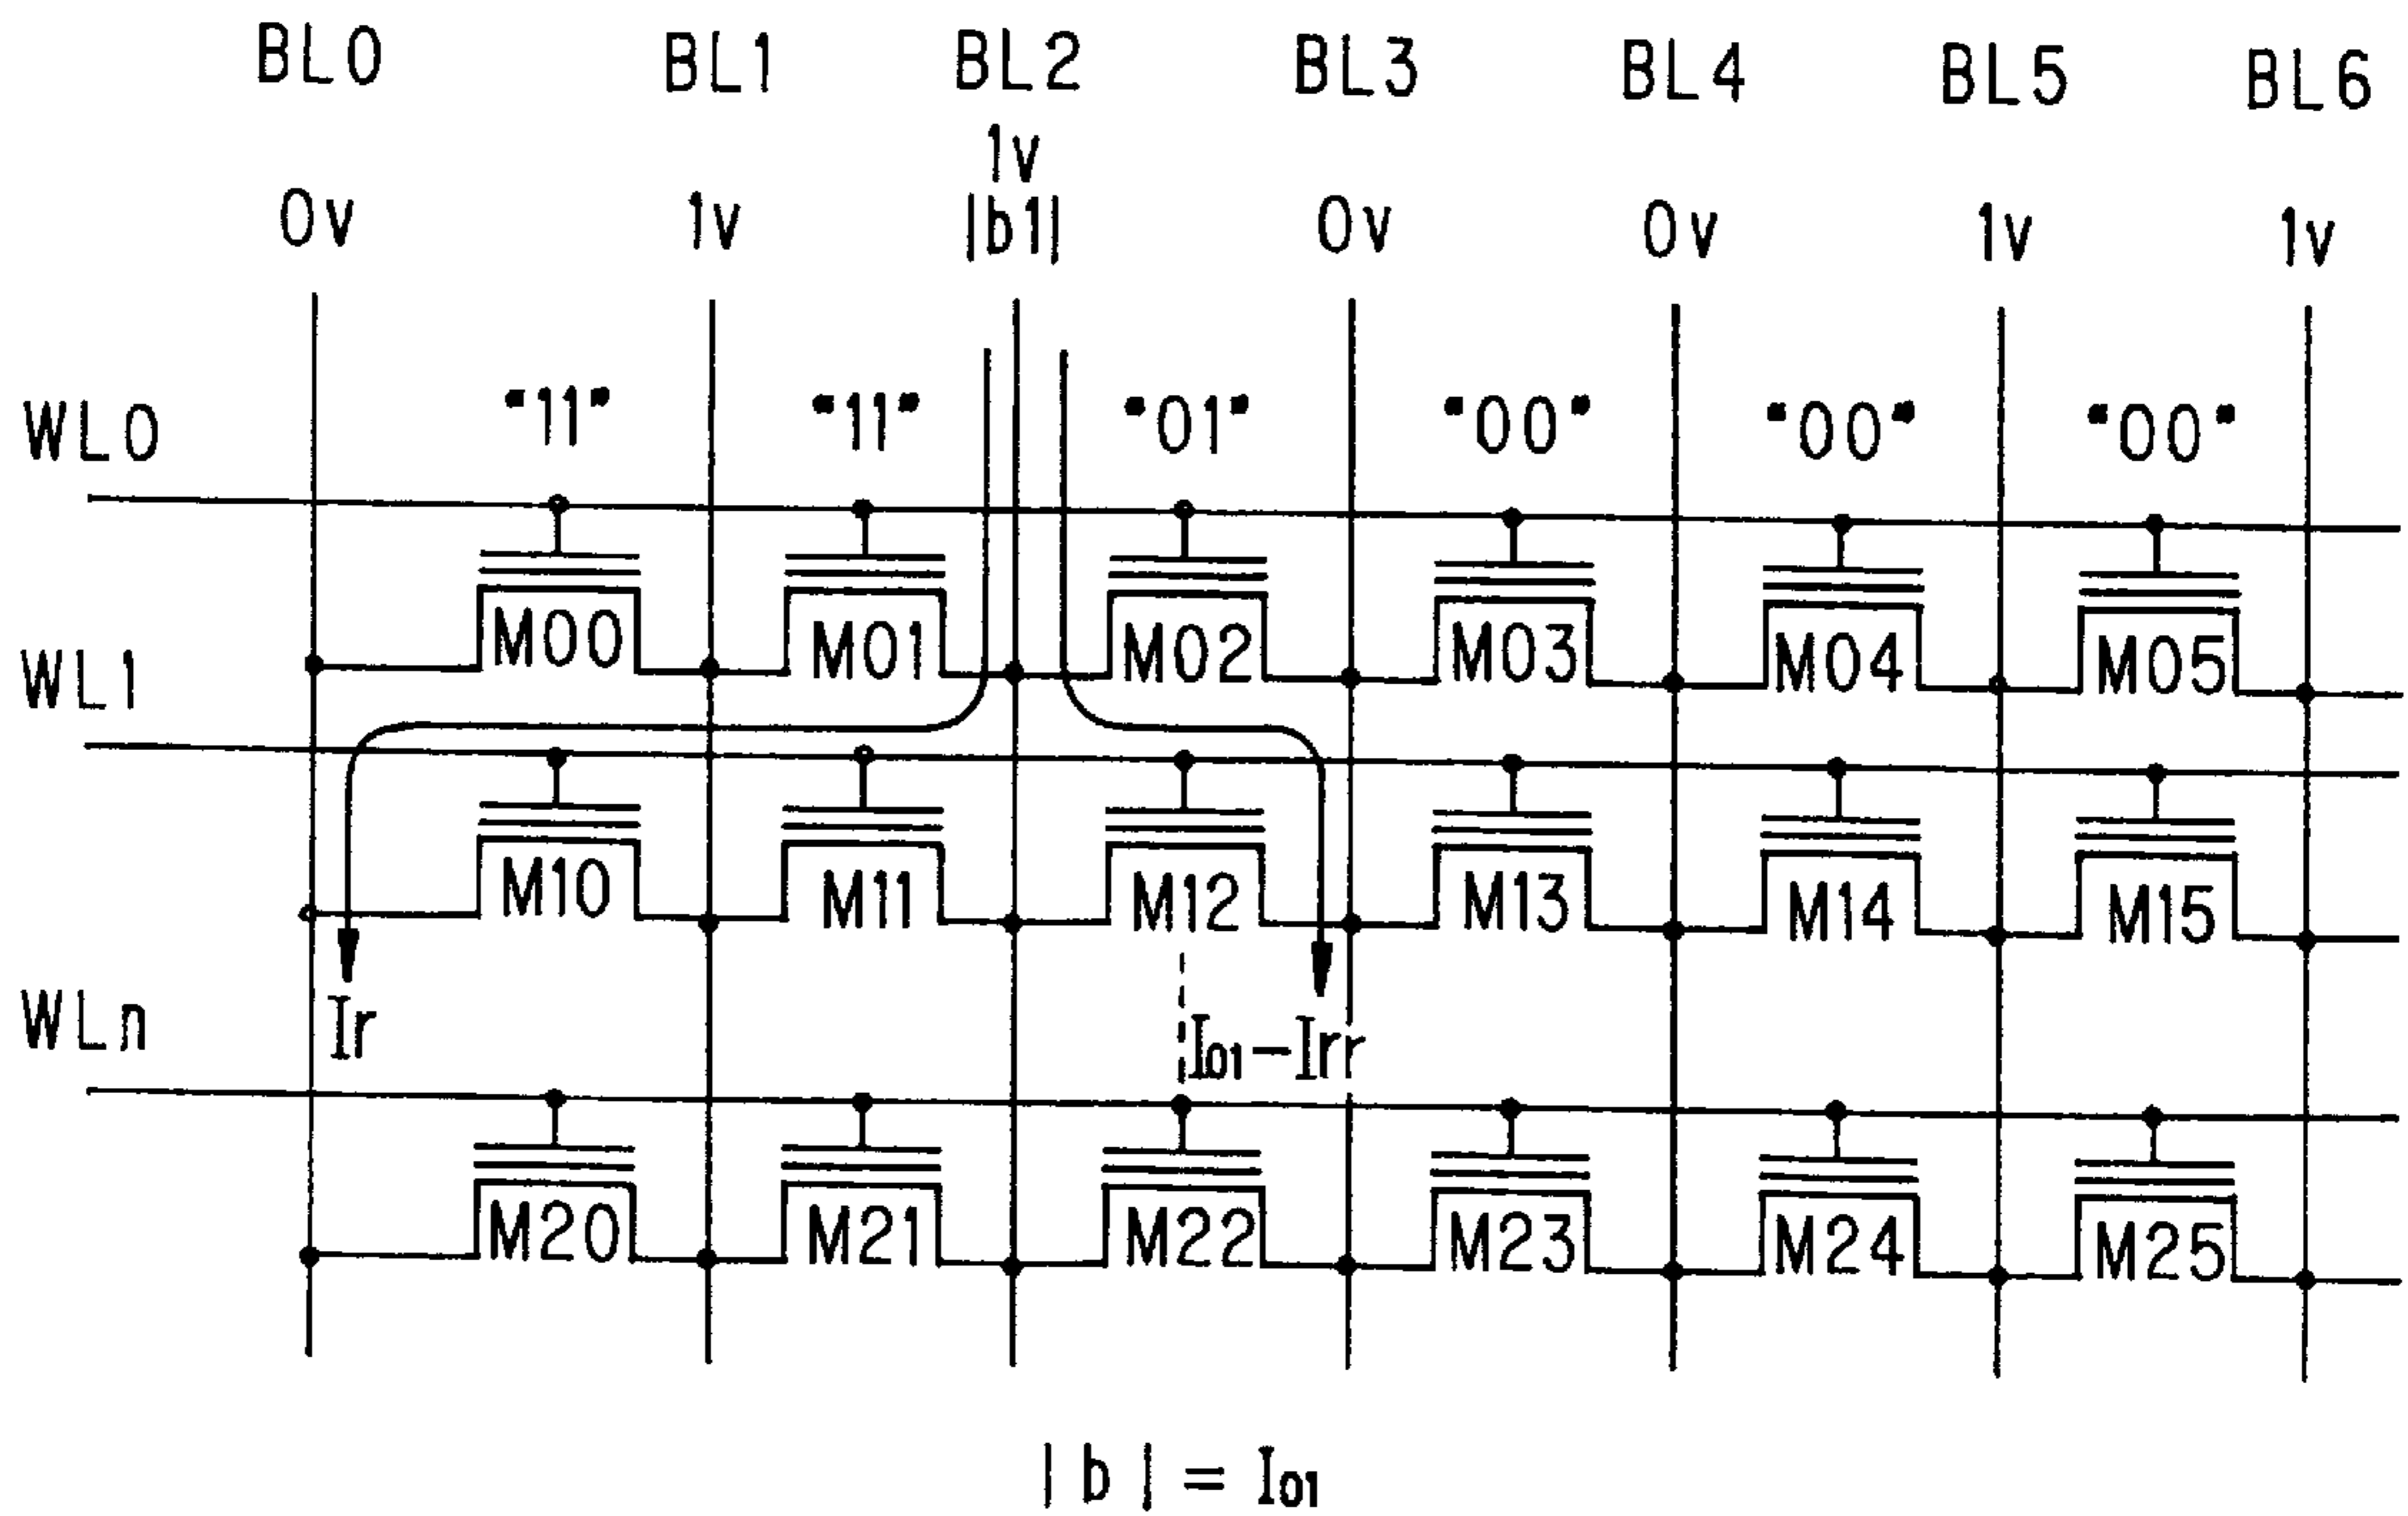 BL0 BL1 BL2 BL3 BL4 BL5 BL6
1v
0v 1v |b1| 0v 0v 1v 1v
WL0 "11" "11" "01" "00" "00" "00"
M00 M01 M02 M03 M04 M05
WL1
M10 M11 M12 M13 M14 M15
WLn Ir I01-Irr
M20 M21 M22 M23 M24 M25
|b| = I01